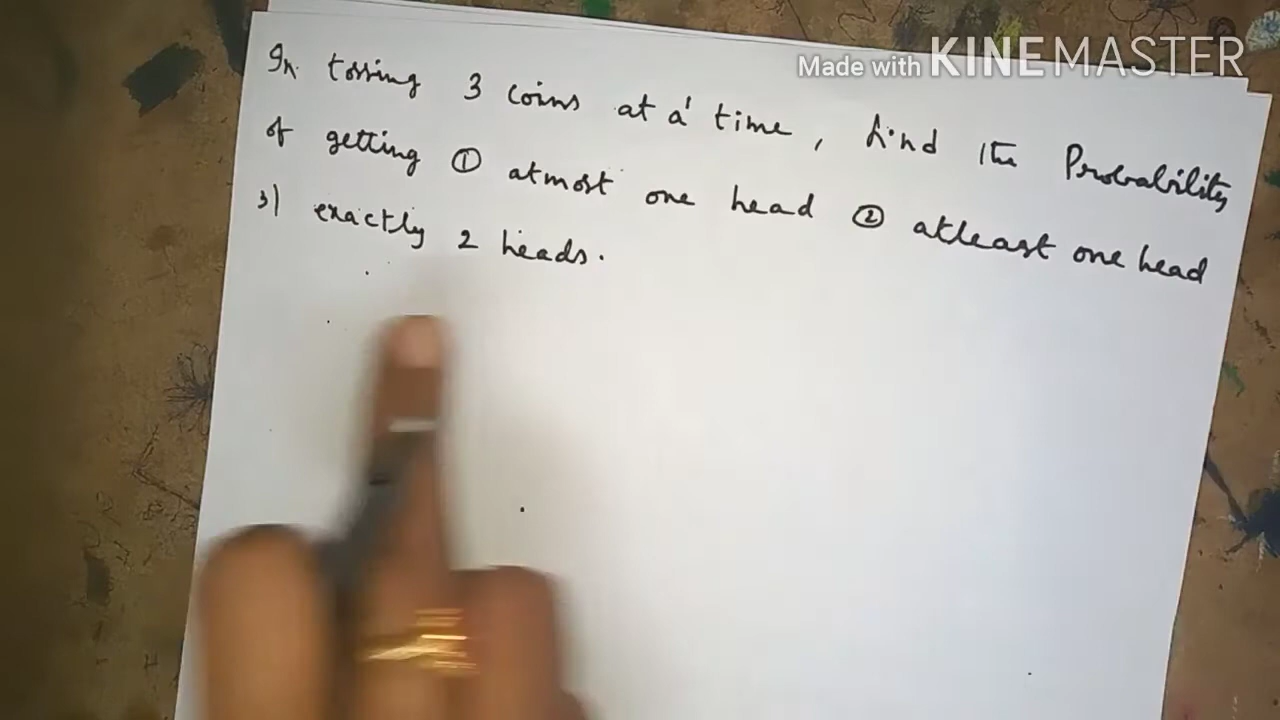 Made with KINEMASTER
In tossing 3 coins at a time, find the Probability
of getting ① atmost one head ② atleast one head
3) exactly 2 heads.